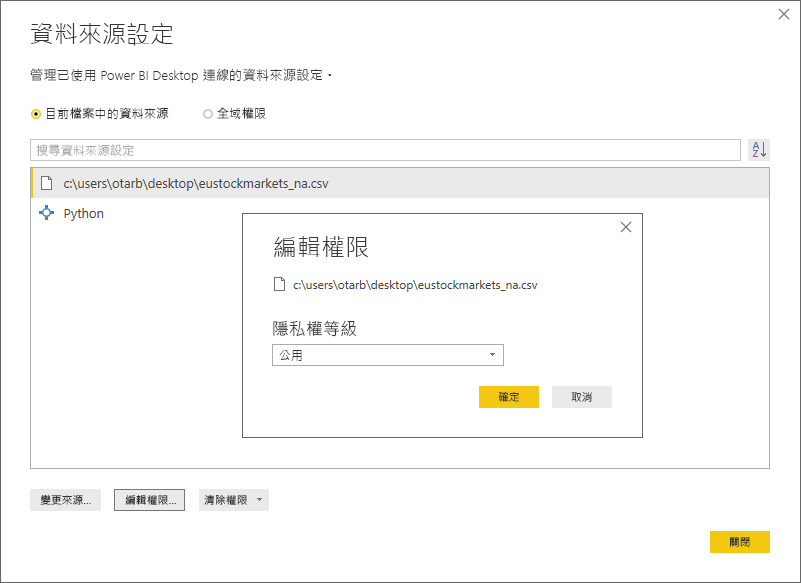 資料來源設定
管理已使用 Power BI Desktop 連線的資料來源設定。
目前檔案中的資料來源
全域權限
搜尋資料來源設定
A
Z
c:\users\otarb\desktop\eustockmarkets_na.csv
Python
編輯權限
c:\users\otarb\desktop\eustockmarkets_na.csv
隱私權等級
公用
確定
取消
變更來源...
編輯權限...
清除權限
關閉